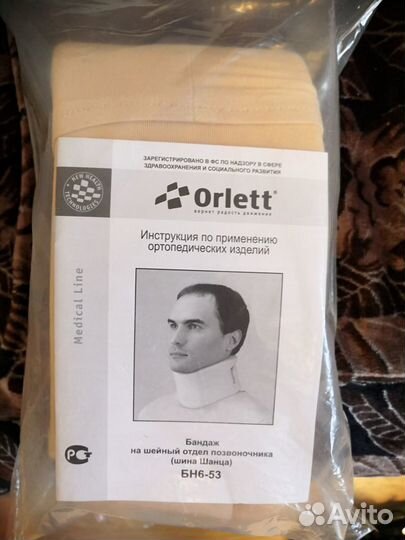 ЗАРЕГИСТРИРОВАНО В ФС ПО НАДЗОРУ В СФЕРЕ
ЗДРАВООХРАНЕНИЯ И СОЦИАЛЬНОГО РАЗВИТИЯ
NEW HEALTH TECHNOLOGIES
Orlett®
вернет радость движения
Инструкция по применению
ортопедических изделий
Medical Line
Бандаж
на шейный отдел позвоночника
(шина Шанца)
БН6-53
РСТ
Avito